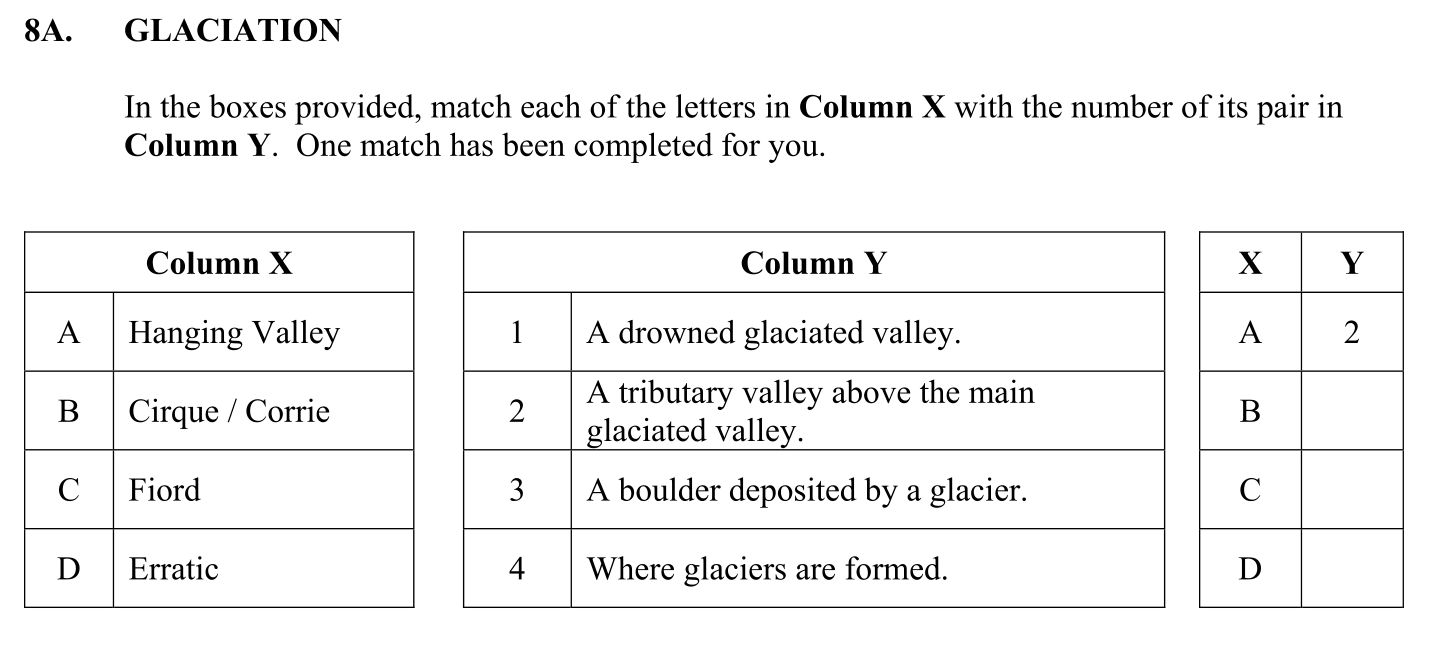 8A. GLACIATION
In the boxes provided, match each of the letters in Column X with the number of its pair in
Column Y. One match has been completed for you.
Column X
A Hanging Valley
B Cirque / Corrie
C Fiord
D Erratic
Column Y
1 A drowned glaciated valley.
2 A tributary valley above the main
glaciated valley.
3 A boulder deposited by a glacier.
4 Where glaciers are formed.
X Y
A 2
B
C
D